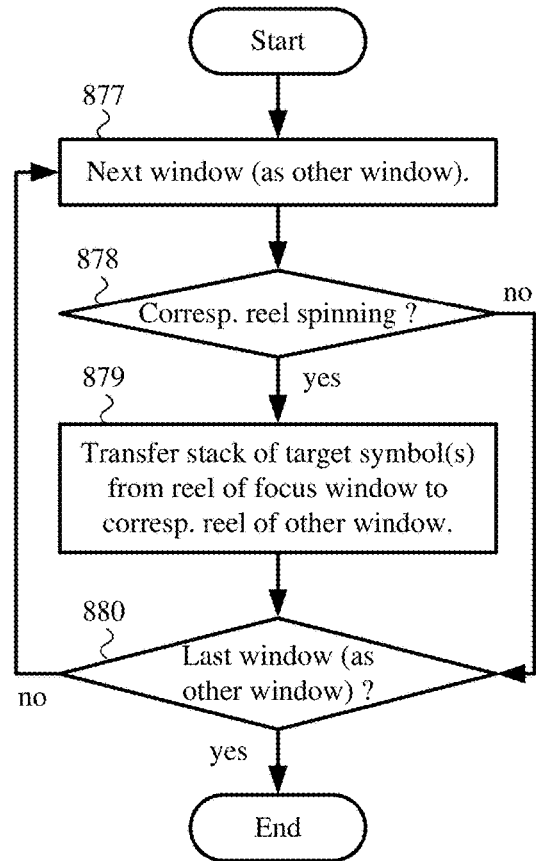 Start
877
Next window (as other window).
878
Corresp. reel spinning ?
no
yes
879
Transfer stack of target symbol(s)
from reel of focus window to
corresp. reel of other window.
880
Last window (as
other window) ?
no
yes
End